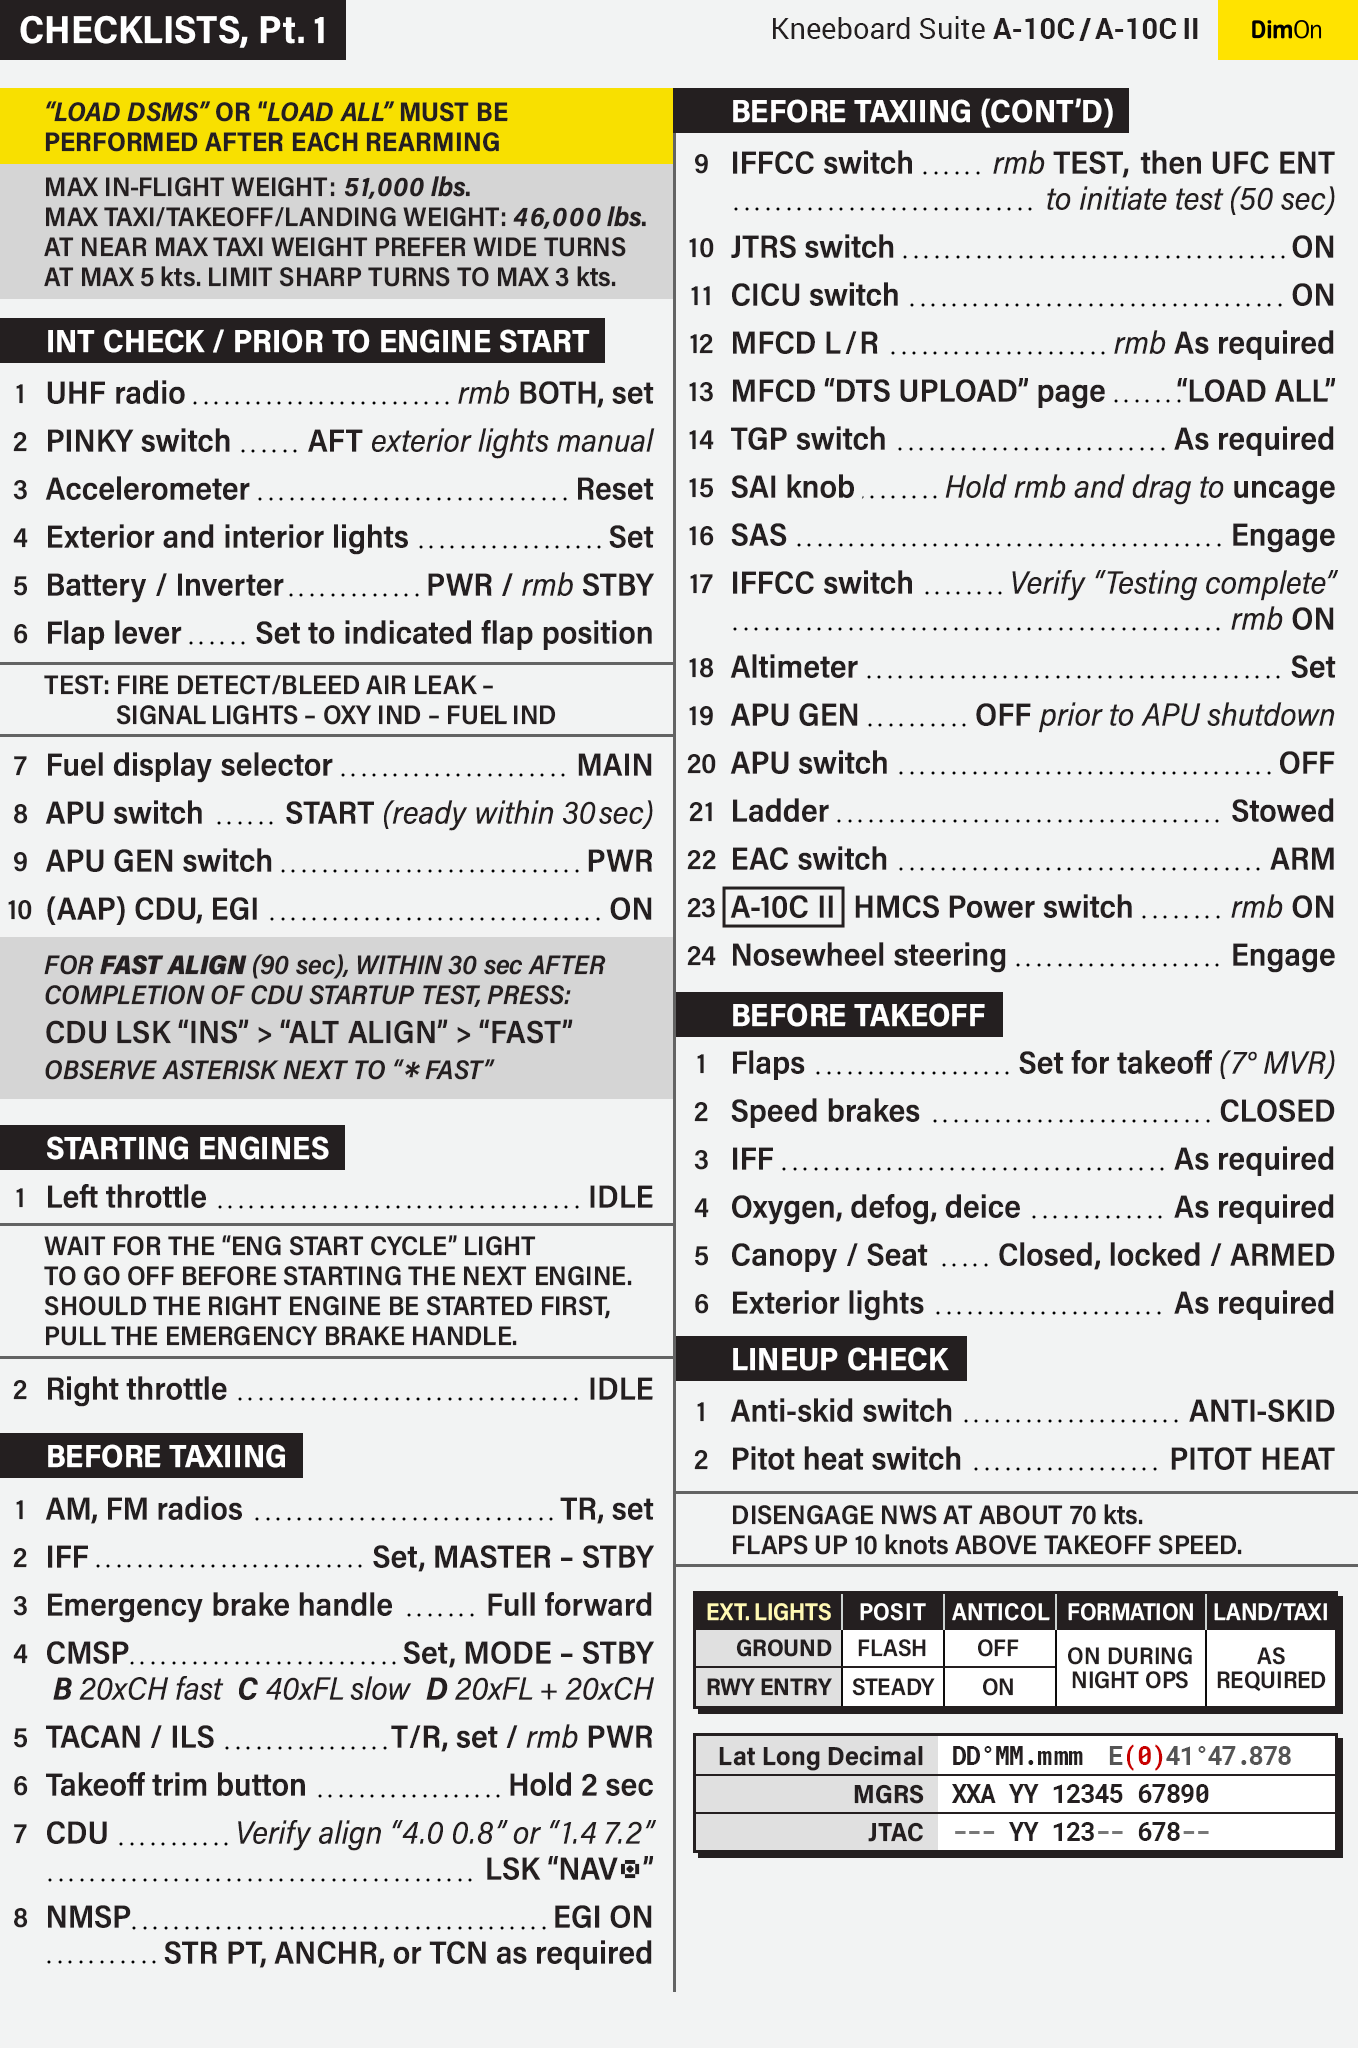 CHECKLISTS, Pt. 1
Kneeboard Suite A-10C / A-10C II
DimOn
“LOAD DSMS” OR “LOAD ALL” MUST BE
PERFORMED AFTER EACH REARMING
MAX IN-FLIGHT WEIGHT: 51,000 lbs.
MAX TAXI/TAKEOFF/LANDING WEIGHT: 46,000 lbs.
AT NEAR MAX TAXI WEIGHT PREFER WIDE TURNS
AT MAX 5 kts. LIMIT SHARP TURNS TO MAX 3 kts.
INT CHECK / PRIOR TO ENGINE START
1 UHF radio ........................ rmb BOTH, set
2 PINKY switch ...... AFT exterior lights manual
3 Accelerometer .............................. Reset
4 Exterior and interior lights .................. Set
5 Battery / Inverter ............. PWR / rmb STBY
6 Flap lever ...... Set to indicated flap position
TEST: FIRE DETECT/BLEED AIR LEAK –
SIGNAL LIGHTS – OXY IND – FUEL IND
7 Fuel display selector ...................... MAIN
8 APU switch ...... START (ready within 30 sec)
9 APU GEN switch ............................. PWR
10 (AAP) CDU, EGI ................................ ON
FOR FAST ALIGN (90 sec), WITHIN 30 sec AFTER
COMPLETION OF CDU STARTUP TEST, PRESS:
CDU LSK “INS” > “ALT ALIGN” > “FAST”
OBSERVE ASTERISK NEXT TO “∗ FAST”
STARTING ENGINES
1 Left throttle ................................... IDLE
WAIT FOR THE “ENG START CYCLE” LIGHT
TO GO OFF BEFORE STARTING THE NEXT ENGINE.
SHOULD THE RIGHT ENGINE BE STARTED FIRST,
PULL THE EMERGENCY BRAKE HANDLE.
2 Right throttle ................................. IDLE
BEFORE TAXIING
1 AM, FM radios ............................. TR, set
2 IFF .......................... Set, MASTER – STBY
3 Emergency brake handle ....... Full forward
4 CMSP .......................... Set, MODE – STBY
B 20xCH fast C 40xFL slow D 20xFL + 20xCH
5 TACAN / ILS ................ T/R, set / rmb PWR
6 Takeoff trim button .................. Hold 2 sec
7 CDU ........... Verify align “4.0 0.8” or “1.4 7.2”
......................................... LSK “NAV◘”
8 NMSP ........................................ EGI ON
........... STR PT, ANCHR, or TCN as required
BEFORE TAXIING (CONT’D)
9 IFFCC switch ...... rmb TEST, then UFC ENT
............................. to initiate test (50 sec)
10 JTRS switch ..................................... ON
11 CICU switch .................................... ON
12 MFCD L / R ..................... rmb As required
13 MFCD “DTS UPLOAD” page ....... “LOAD ALL”
14 TGP switch .......................... As required
15 SAI knob ........ Hold rmb and drag to uncage
16 SAS ......................................... Engage
17 IFFCC switch ........ Verify “Testing complete”
............................................... rmb ON
18 Altimeter ........................................ Set
19 APU GEN .......... OFF prior to APU shutdown
20 APU switch .................................... OFF
21 Ladder ..................................... Stowed
22 EAC switch ................................... ARM
23 A-10C II HMCS Power switch ........ rmb ON
24 Nosewheel steering .................... Engage
BEFORE TAKEOFF
1 Flaps ................... Set for takeoff (7° MVR)
2 Speed brakes ........................... CLOSED
3 IFF ..................................... As required
4 Oxygen, defog, deice ............. As required
5 Canopy / Seat ..... Closed, locked / ARMED
6 Exterior lights ...................... As required
LINEUP CHECK
1 Anti-skid switch ..................... ANTI-SKID
2 Pitot heat switch .................. PITOT HEAT
DISENGAGE NWS AT ABOUT 70 kts.
FLAPS UP 10 knots ABOVE TAKEOFF SPEED.
EXT. LIGHTS POSIT ANTICOL FORMATION LAND/TAXI
GROUND FLASH OFF ON DURING NIGHT OPS AS REQUIRED
RWY ENTRY STEADY ON
Lat Long Decimal DD°MM.mmm E(0)41°47.878
MGRS XXA YY 12345 67890
JTAC --- YY 123-- 678--